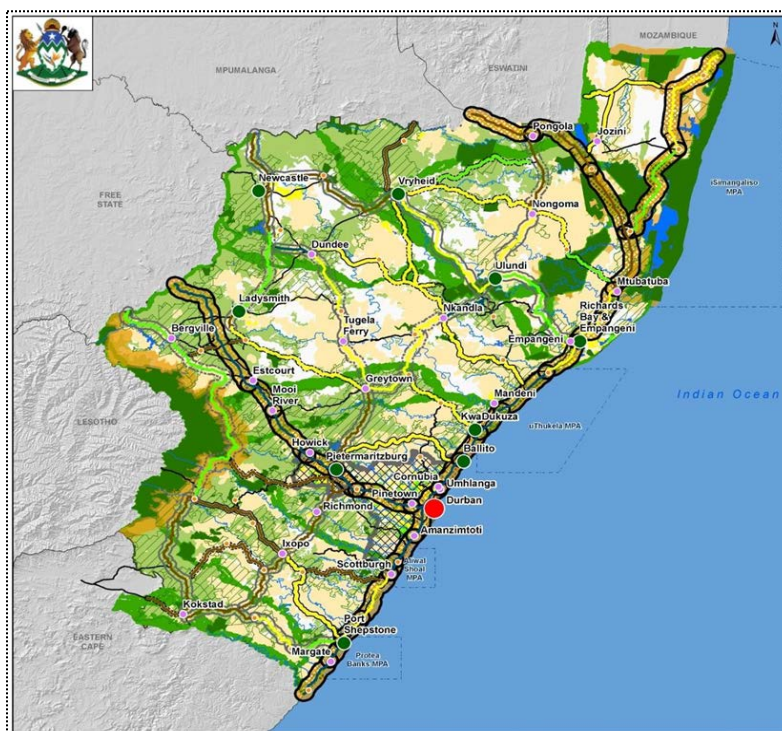 MOZAMBIQUE
N
MPUMALANGA
ESWATINI
Pongola
Jozini
FREE
STATE
Newcastle
Vryheid
iSimangaliso
MPA
Nongoma
Dundee
Ulundi
Mtubatuba
Ladysmith
Richards
Bay &
Empangeni
Nkandla
Tugela
Ferry
Bergville
Empangeni
Estcourt
Greytown
Indian Ocean
Mooi
River
Mandeni
LESOTHO
KwaDukuza
uThukela MPA
Howick
Ballito
Pietermaritzburg
Cornubia
Umhlanga
Pinetown
Durban
Richmond
Amanzimtoti
Ixopo
Scottburgh
Aliwal
Shoal
MPA
Kokstad
Port
Shepstone
EASTERN
CAPE
Margate
Protea
Banks MPA